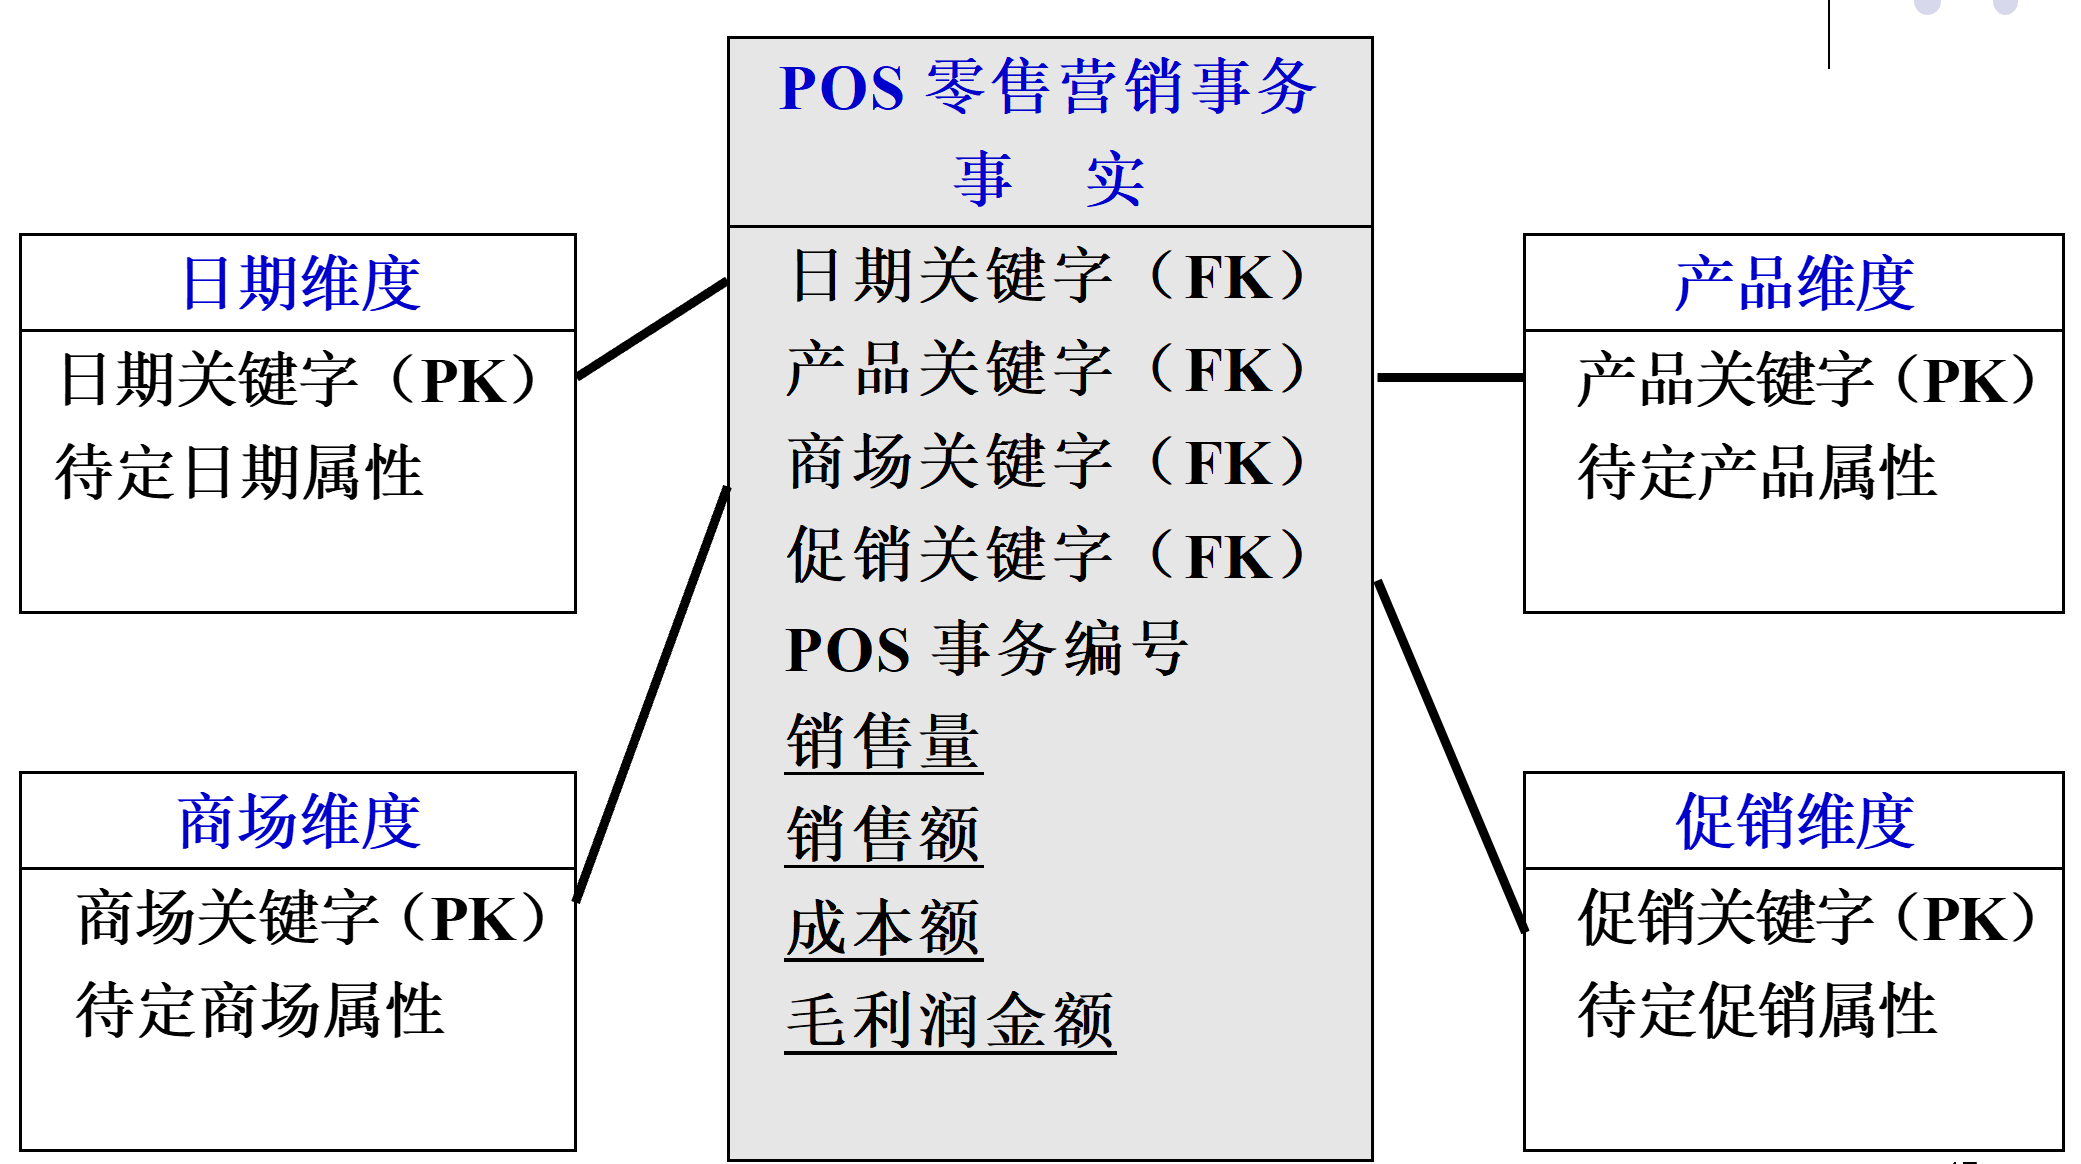 POS 零售营销事务
事 实
日期关键字（FK）
产品关键字（FK）
商场关键字（FK）
促销关键字（FK）
POS 事务编号
销售量
销售额
成本额
毛利润金额
日期维度
日期关键字（PK）
待定日期属性
商场维度
商场关键字（PK）
待定商场属性
产品维度
产品关键字（PK）
待定产品属性
促销维度
促销关键字（PK）
待定促销属性